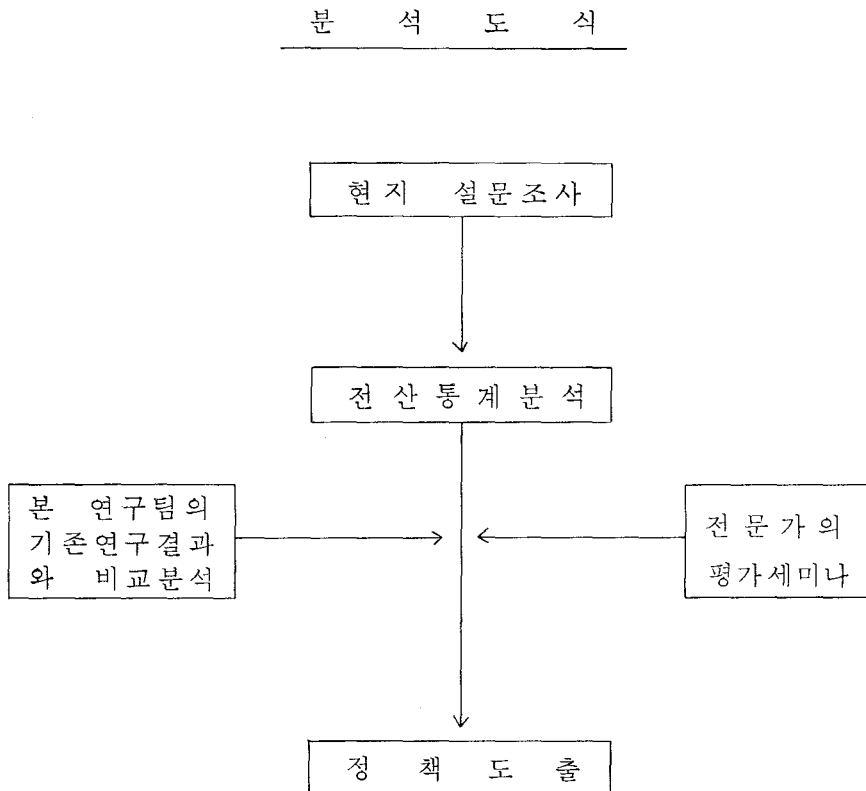 분 석 도 식
현지 설문조사
전산통계분석
본 연구팀의
기존연구결과
와 비교분석
전문가의
평가세미나
정책도출